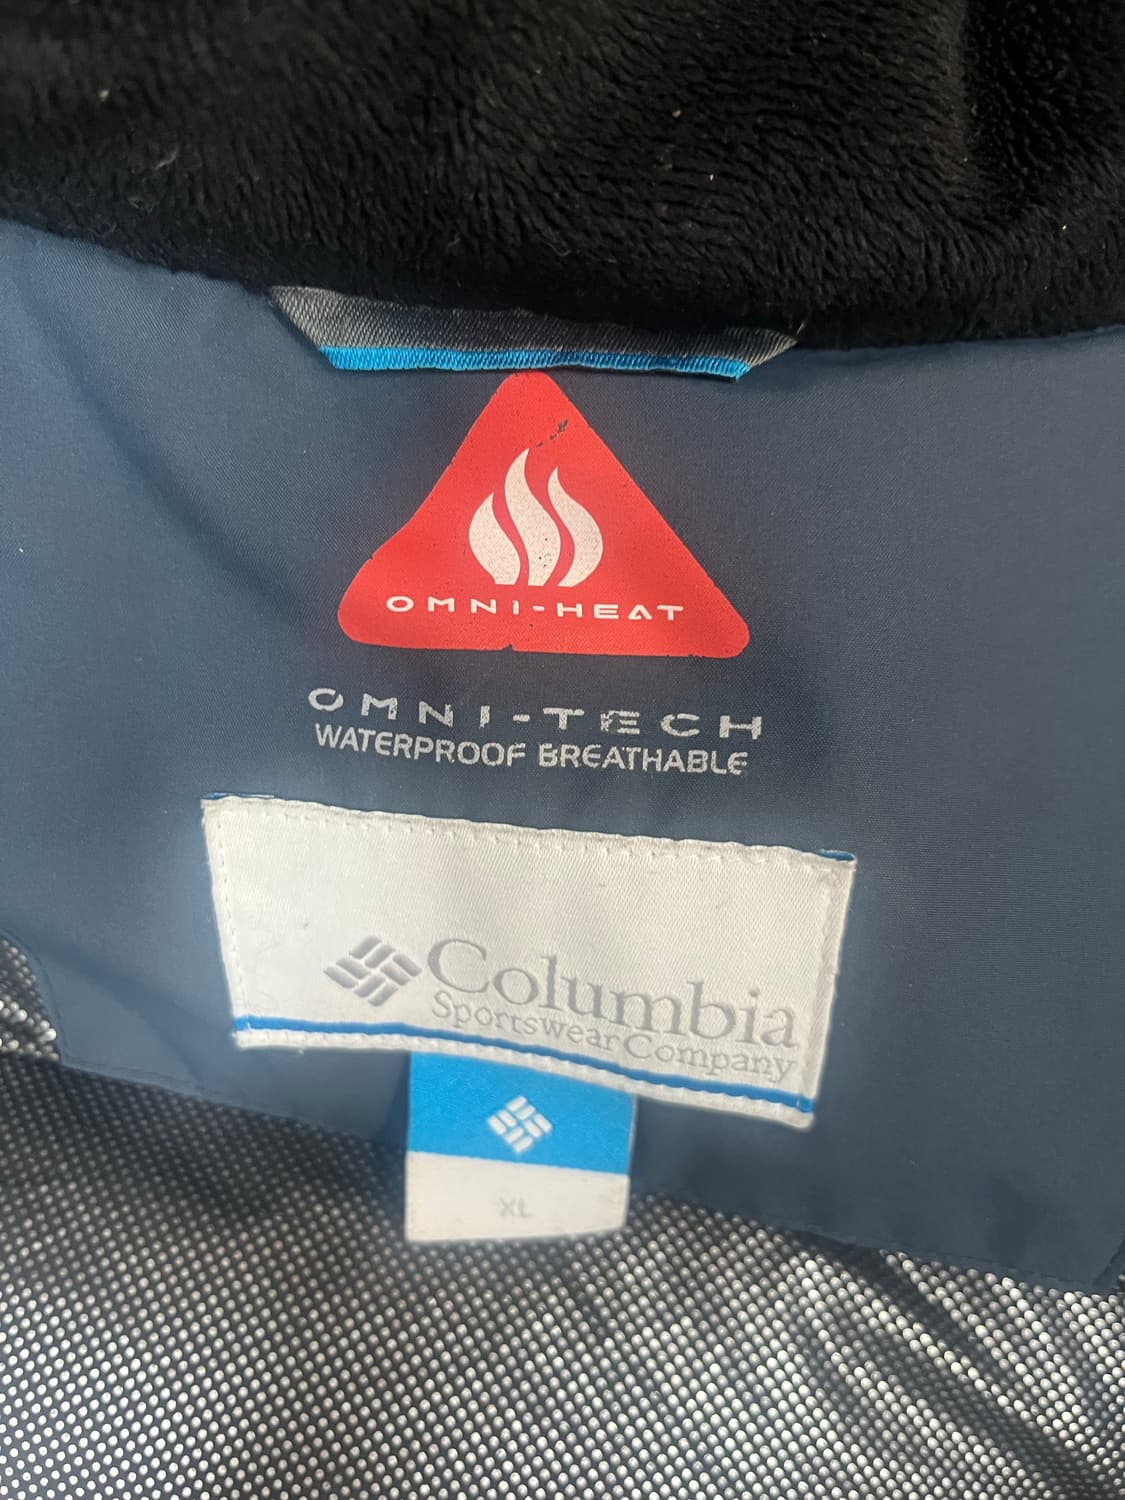 OMNI-HEAT
OMNI-TECH
WATERPROOF BREATHABLE
Columbia
Sportswear Company
XL